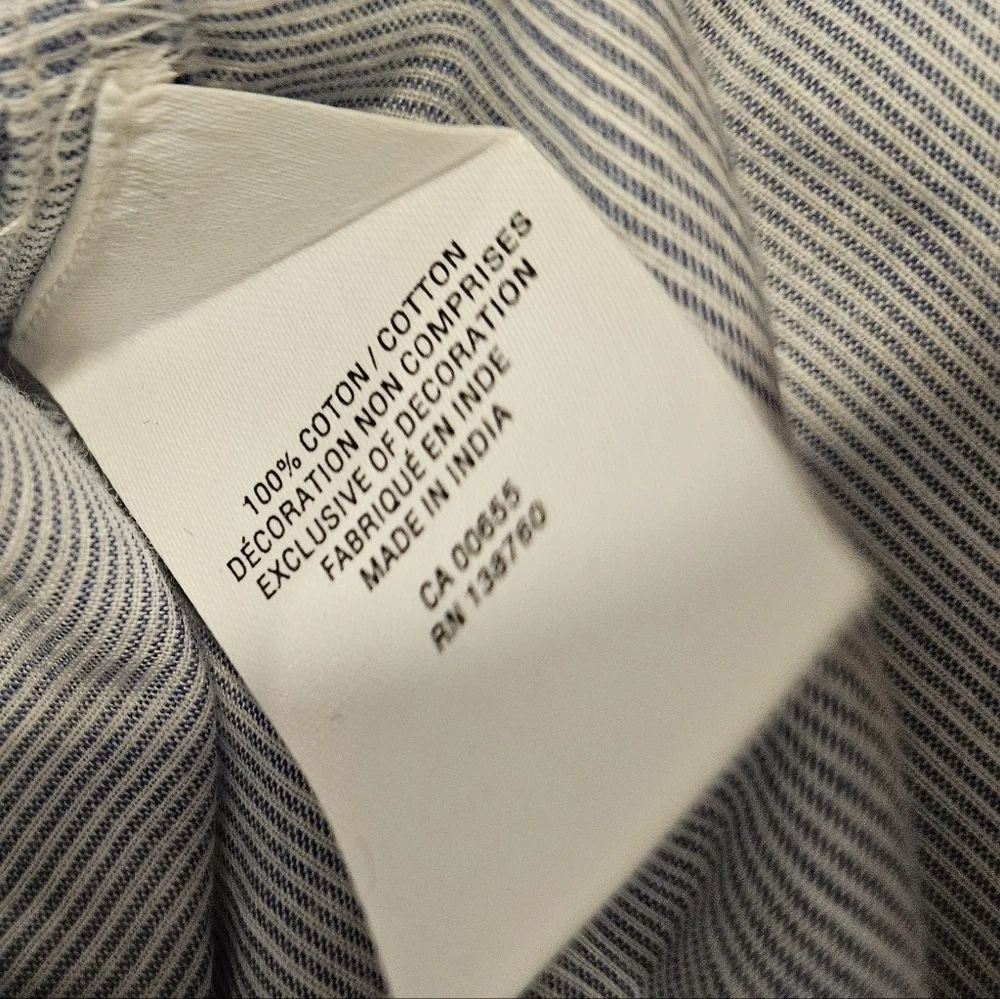 100% COTON / COTTON
DÉCORATION NON COMPRISES
EXCLUSIVE OF DECORATION
FABRIQUÉ EN INDE
MADE IN INDIA
CA 00655
RN 138760